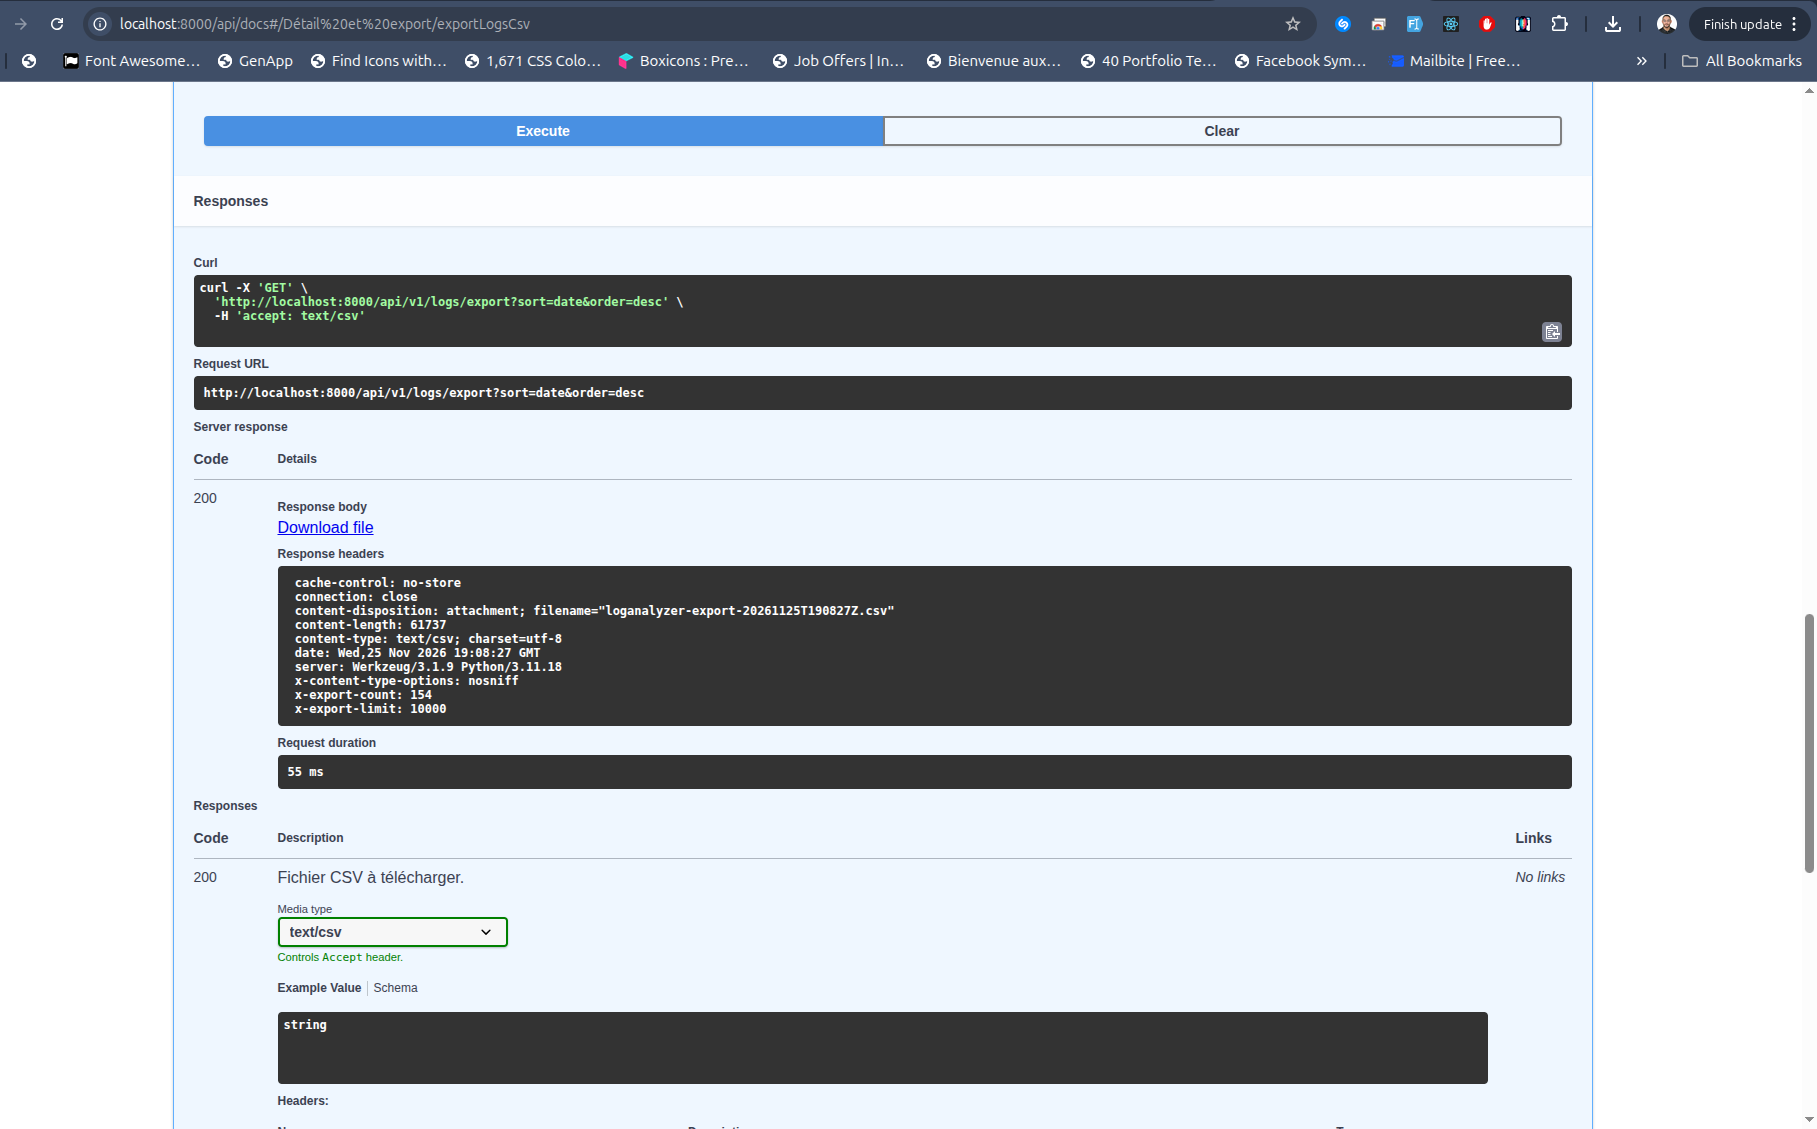 localhost:8000/api/docs#/Détail%20et%20export/exportLogsCsv
Finish update
Font Awesome…
GenApp
Find Icons with…
1,671 CSS Colo…
Boxicons : Pre…
Job Offers | In…
Bienvenue aux…
40 Portfolio Te…
Facebook Sym…
Mailbite | Free…
»
All Bookmarks
Execute
Clear
Responses
Curl
curl -X 'GET' \
'http://localhost:8000/api/v1/logs/export?sort=date&order=desc' \
-H 'accept: text/csv'
Request URL
http://localhost:8000/api/v1/logs/export?sort=date&order=desc
Server response
Code Details
200
Response body
Download file
Response headers
cache-control: no-store
connection: close
content-disposition: attachment; filename="loganalyzer-export-20261125T190827Z.csv"
content-length: 61737
content-type: text/csv; charset=utf-8
date: Wed,25 Nov 2026 19:08:27 GMT
server: Werkzeug/3.1.9 Python/3.11.18
x-content-type-options: nosniff
x-export-count: 154
x-export-limit: 10000
Request duration
55 ms
Responses
Code Description Links
200 Fichier CSV à télécharger. No links
Media type
text/csv
Controls Accept header.
Example Value Schema
string
Headers: